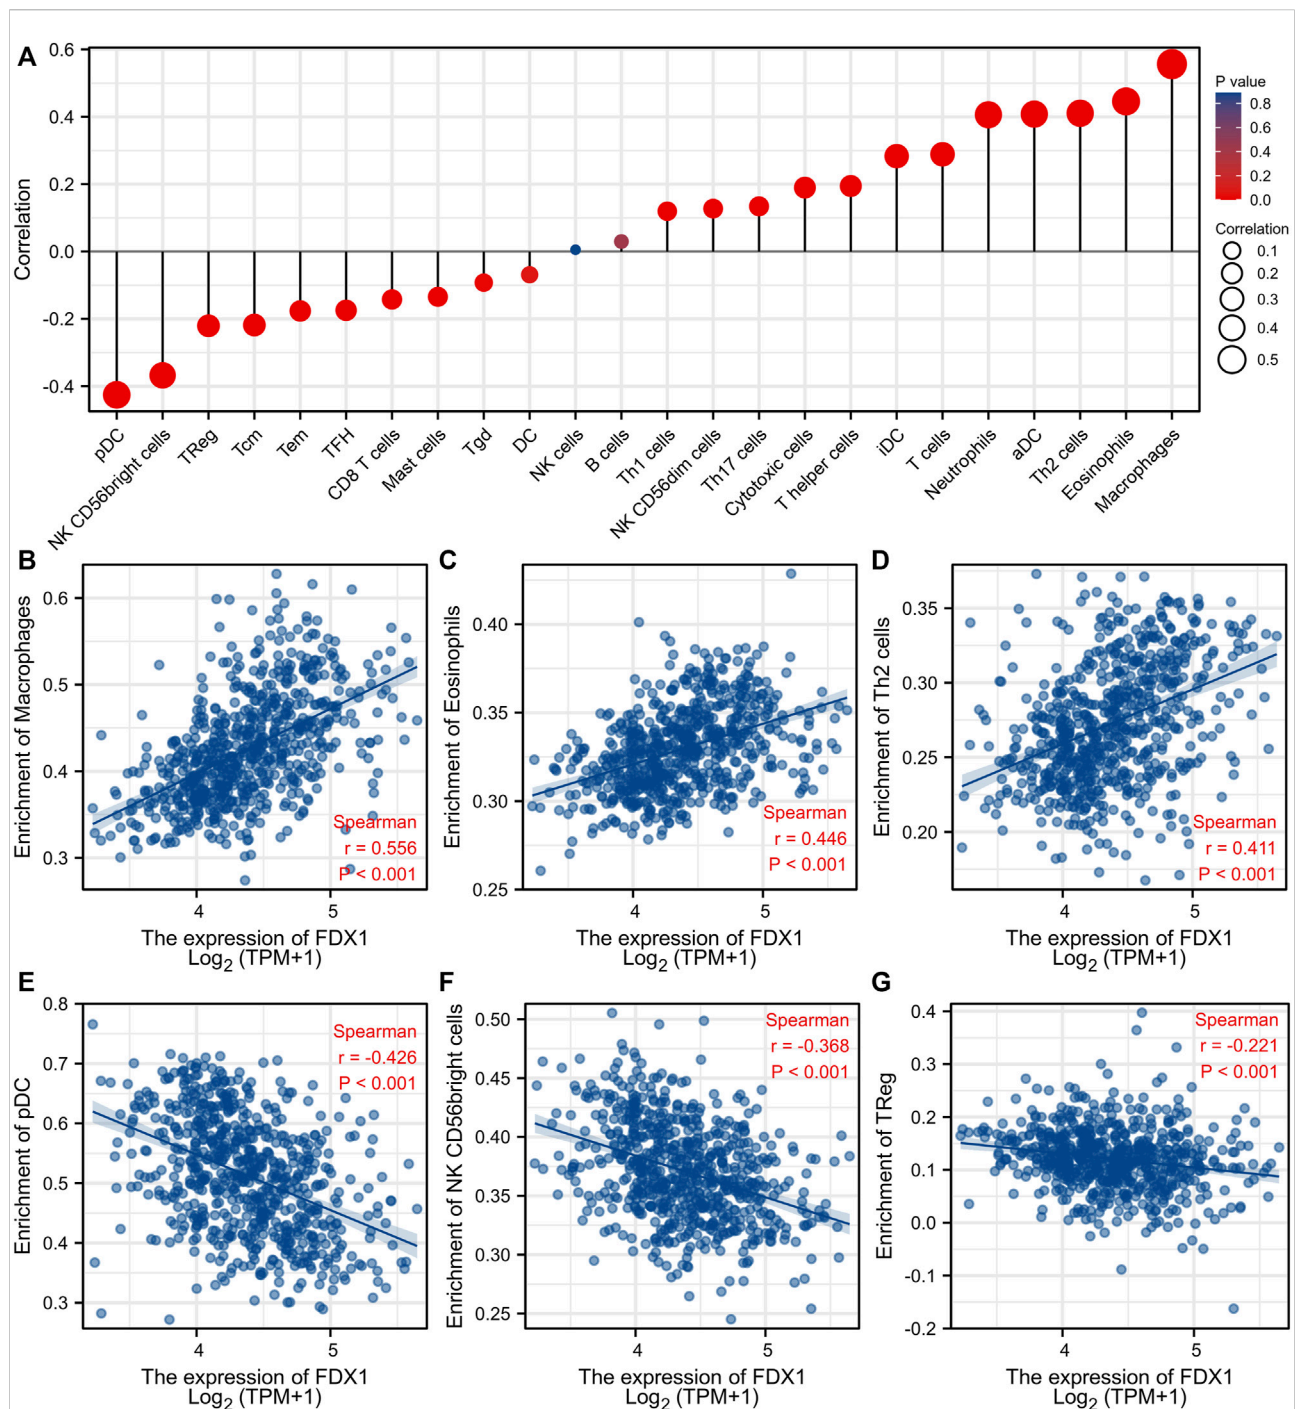 A
0.6
0.4
0.2
0.0
-0.2
-0.4
Correlation
pDC
NK CD56bright cells
TReg
Tcm
Tem
TFH
CD8 T cells
Mast cells
Tgd
DC
NK cells
B cells
Th1 cells
NK CD56dim cells
Th17 cells
Cytotoxic cells
T helper cells
iDC
T cells
Neutrophils
aDC
Th2 cells
Eosinophils
Macrophages
P value
0.8
0.6
0.4
0.2
0.0
Correlation
0.1
0.2
0.3
0.4
0.5
B
Enrichment of Macrophages
0.6
0.5
0.4
0.3
Spearman
r = 0.556
P < 0.001
4
5
The expression of FDX1
Log2 (TPM+1)
C
Enrichment of Eosinophils
0.40
0.35
0.30
0.25
Spearman
r = 0.446
P < 0.001
4
5
The expression of FDX1
Log2 (TPM+1)
D
Enrichment of Th2 cells
0.35
0.30
0.25
0.20
Spearman
r = 0.411
P < 0.001
4
5
The expression of FDX1
Log2 (TPM+1)
E
Enrichment of pDC
0.8
0.7
0.6
0.5
0.4
0.3
Spearman
r = -0.426
P < 0.001
4
5
The expression of FDX1
Log2 (TPM+1)
F
Enrichment of NK CD56bright cells
0.50
0.45
0.40
0.35
0.30
0.25
Spearman
r = -0.368
P < 0.001
4
5
The expression of FDX1
Log2 (TPM+1)
G
Enrichment of TReg
0.4
0.3
0.2
0.1
0.0
-0.1
-0.2
Spearman
r = -0.221
P < 0.001
4
5
The expression of FDX1
Log2 (TPM+1)